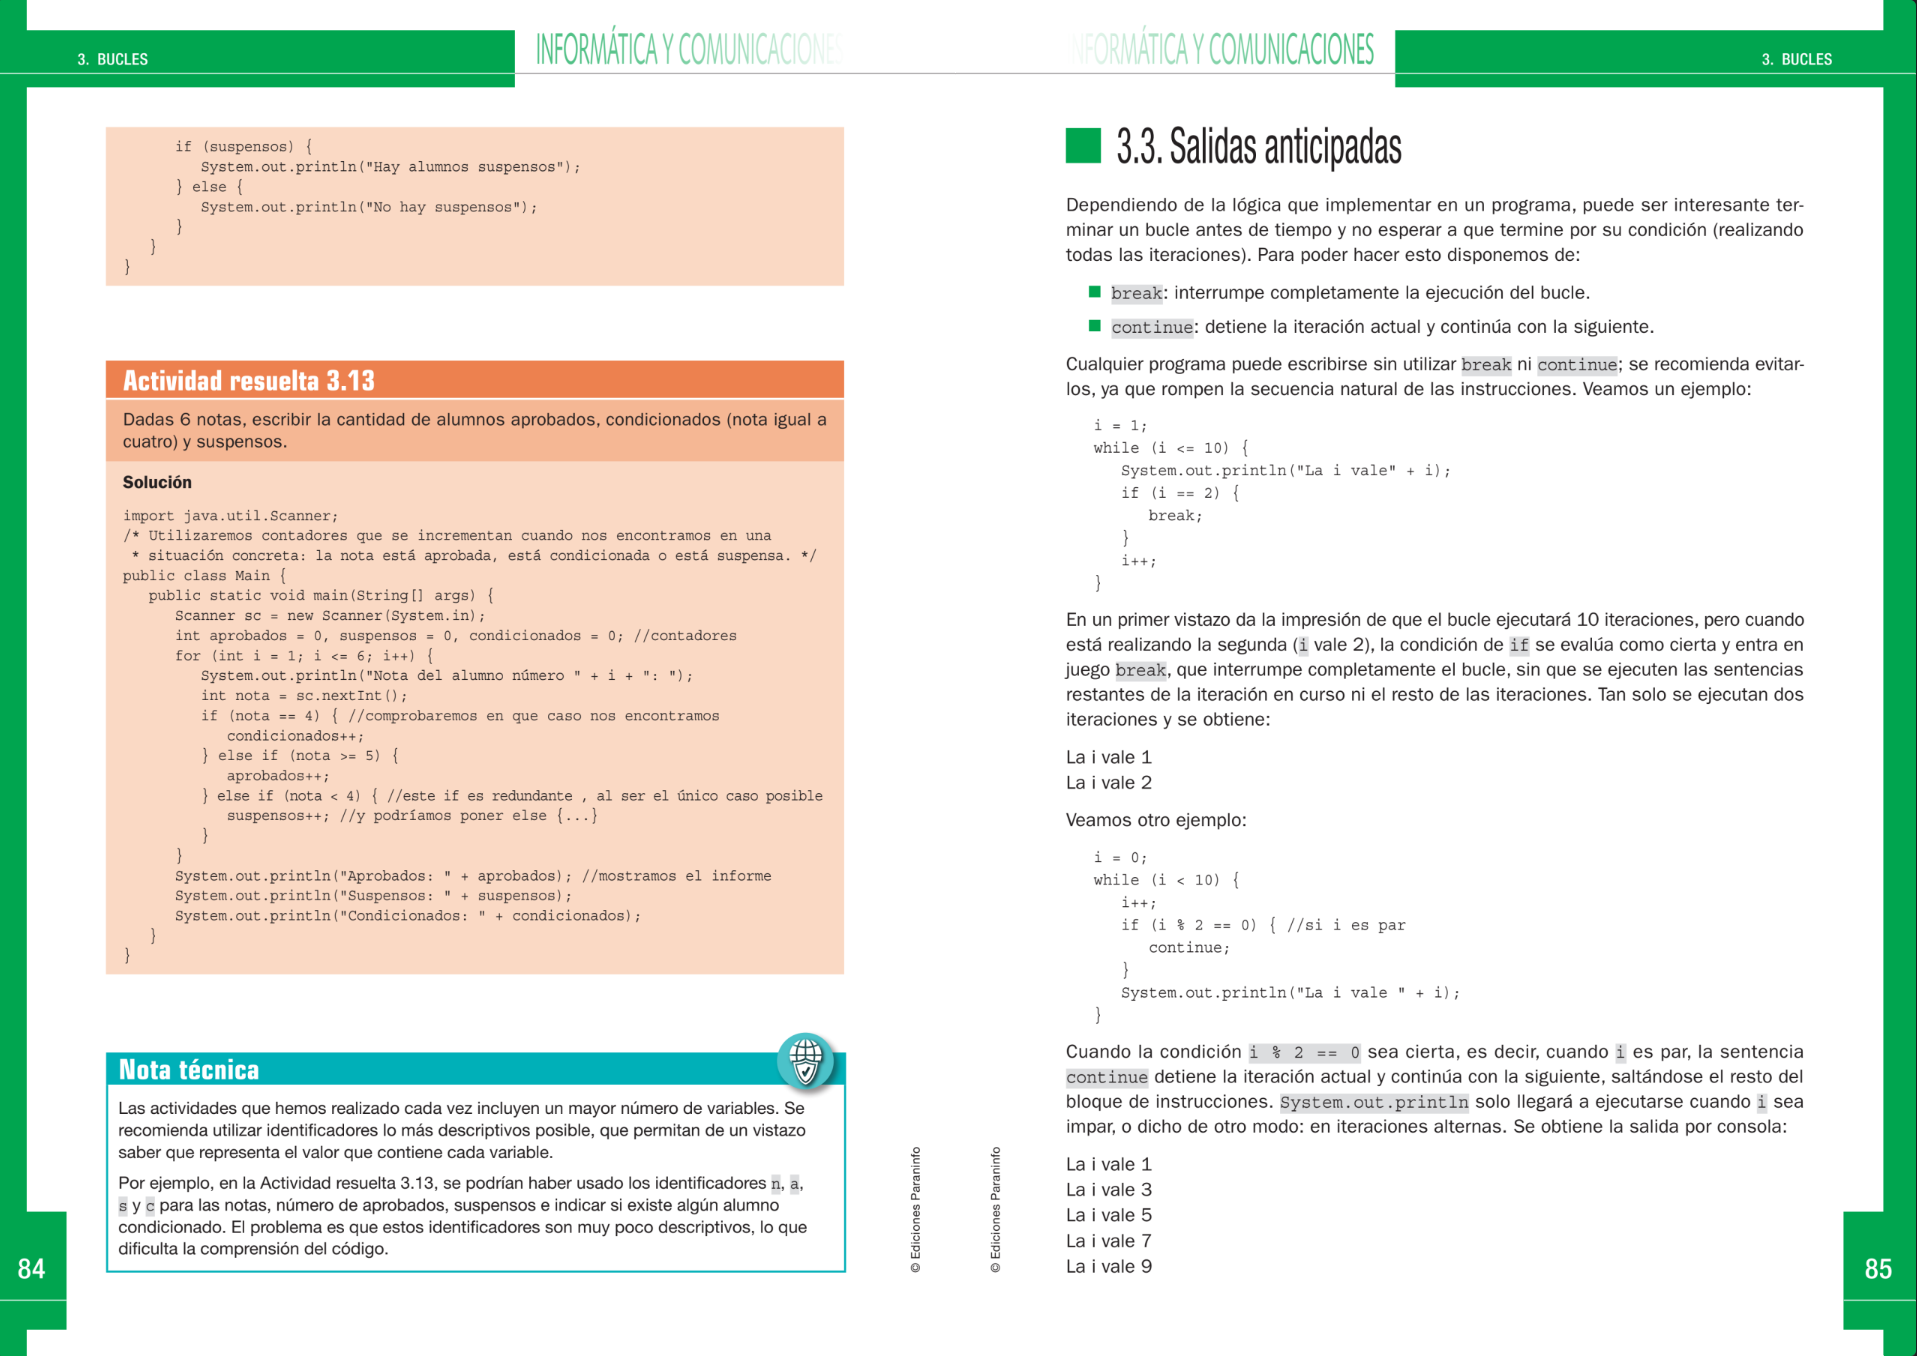 3. BUCLES
INFORMÁTICA Y COMUNICACIONES
if (suspensos) {
System.out.println("Hay alumnos suspensos");
} else {
System.out.println("No hay suspensos");
}
}
}
Actividad resuelta 3.13
Dadas 6 notas, escribir la cantidad de alumnos aprobados, condicionados (nota igual a
cuatro) y suspensos.
Solución
import java.util.Scanner;
/* Utilizaremos contadores que se incrementan cuando nos encontramos en una
* situación concreta: la nota está aprobada, está condicionada o está suspensa. */
public class Main {
public static void main(String[] args) {
Scanner sc = new Scanner(System.in);
int aprobados = 0, suspensos = 0, condicionados = 0; //contadores
for (int i = 1; i <= 6; i++) {
System.out.println("Nota del alumno número " + i + ": ");
int nota = sc.nextInt();
if (nota == 4) { //comprobaremos en que caso nos encontramos
condicionados++;
} else if (nota >= 5) {
aprobados++;
} else if (nota < 4) { //este if es redundante , al ser el único caso posible
suspensos++; //y podríamos poner else {...}
}
}
System.out.println("Aprobados: " + aprobados); //mostramos el informe
System.out.println("Suspensos: " + suspensos);
System.out.println("Condicionados: " + condicionados);
}
}
Nota técnica
Las actividades que hemos realizado cada vez incluyen un mayor número de variables. Se
recomienda utilizar identificadores lo más descriptivos posible, que permitan de un vistazo
saber que representa el valor que contiene cada variable.
Por ejemplo, en la Actividad resuelta 3.13, se podrían haber usado los identificadores n, a,
s y c para las notas, número de aprobados, suspensos e indicar si existe algún alumno
condicionado. El problema es que estos identificadores son muy poco descriptivos, lo que
dificulta la comprensión del código.
84
© Ediciones Paraninfo
INFORMÁTICA Y COMUNICACIONES
3. BUCLES
3.3. Salidas anticipadas
Dependiendo de la lógica que implementar en un programa, puede ser interesante ter-
minar un bucle antes de tiempo y no esperar a que termine por su condición (realizando
todas las iteraciones). Para poder hacer esto disponemos de:
break: interrumpe completamente la ejecución del bucle.
continue: detiene la iteración actual y continúa con la siguiente.
Cualquier programa puede escribirse sin utilizar break ni continue; se recomienda evitar-
los, ya que rompen la secuencia natural de las instrucciones. Veamos un ejemplo:
i = 1;
while (i <= 10) {
System.out.println("La i vale" + i);
if (i == 2) {
break;
}
i++;
}
En un primer vistazo da la impresión de que el bucle ejecutará 10 iteraciones, pero cuando
está realizando la segunda (i vale 2), la condición de if se evalúa como cierta y entra en
juego break, que interrumpe completamente el bucle, sin que se ejecuten las sentencias
restantes de la iteración en curso ni el resto de las iteraciones. Tan solo se ejecutan dos
iteraciones y se obtiene:
La i vale 1
La i vale 2
Veamos otro ejemplo:
i = 0;
while (i < 10) {
i++;
if (i % 2 == 0) { //si i es par
continue;
}
System.out.println("La i vale " + i);
}
Cuando la condición i % 2 == 0 sea cierta, es decir, cuando i es par, la sentencia
continue detiene la iteración actual y continúa con la siguiente, saltándose el resto del
bloque de instrucciones. System.out.println solo llegará a ejecutarse cuando i sea
impar, o dicho de otro modo: en iteraciones alternas. Se obtiene la salida por consola:
La i vale 1
La i vale 3
La i vale 5
La i vale 7
La i vale 9
© Ediciones Paraninfo
85